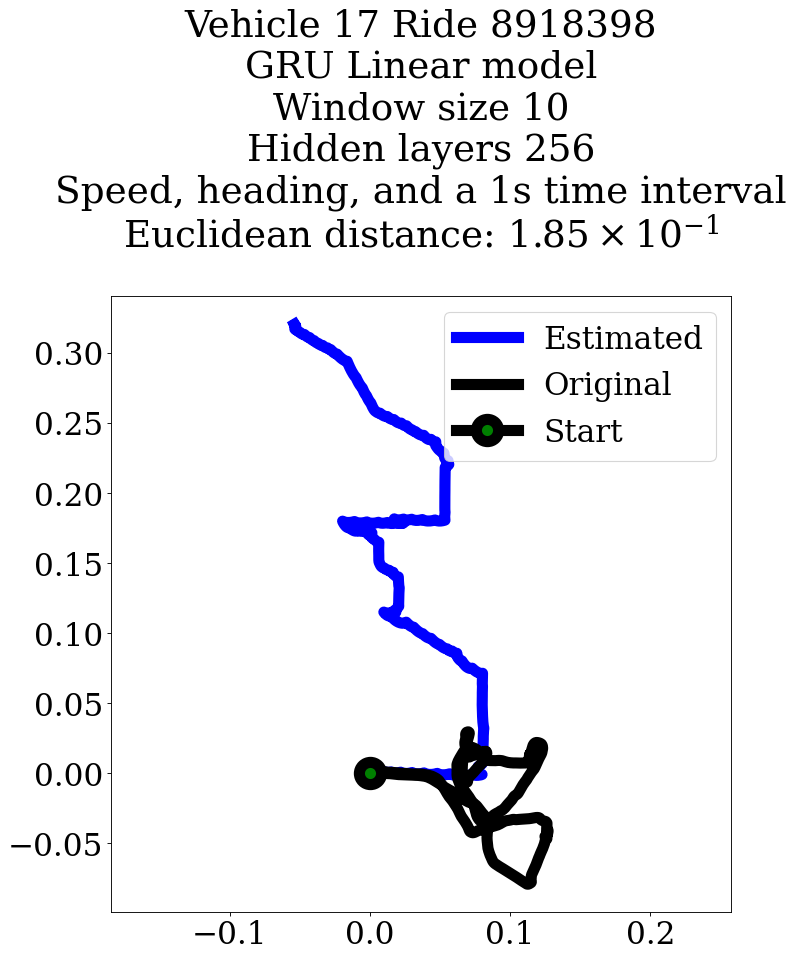 Vehicle 17 Ride 8918398
GRU Linear model
Window size 10
Hidden layers 256
Speed, heading, and a 1s time interval
Euclidean distance: 1.85 × 10⁻¹
Estimated
Original
Start
0.30
0.25
0.20
0.15
0.10
0.05
0.00
−0.05
−0.1
0.0
0.1
0.2